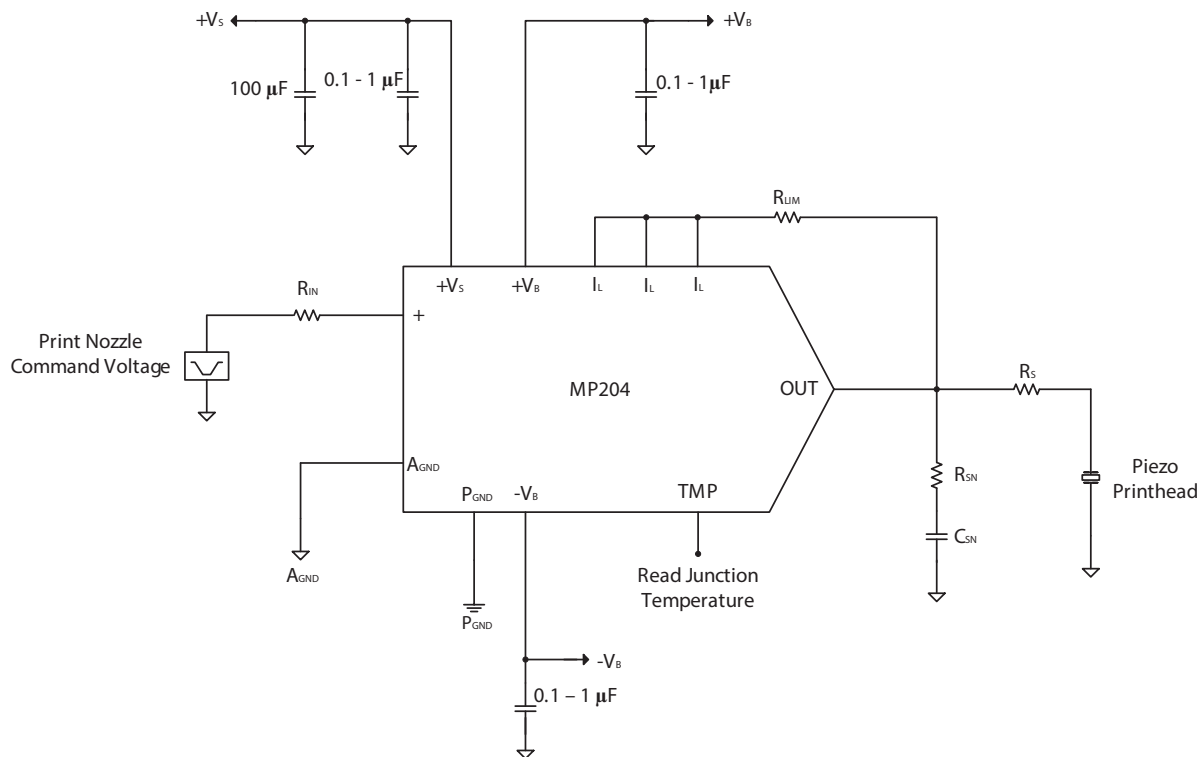 +VS
+VB
100 μF
0.1 - 1 μF
0.1 - 1μF
RLIM
+VS
+VB
IL
IL
IL
RIN
+
Print Nozzle
Command Voltage
MP204
OUT
RS
AGND
PGND
-VB
TMP
RSN
Piezo
Printhead
CSN
AGND
PGND
Read Junction
Temperature
-VB
0.1 – 1 μF